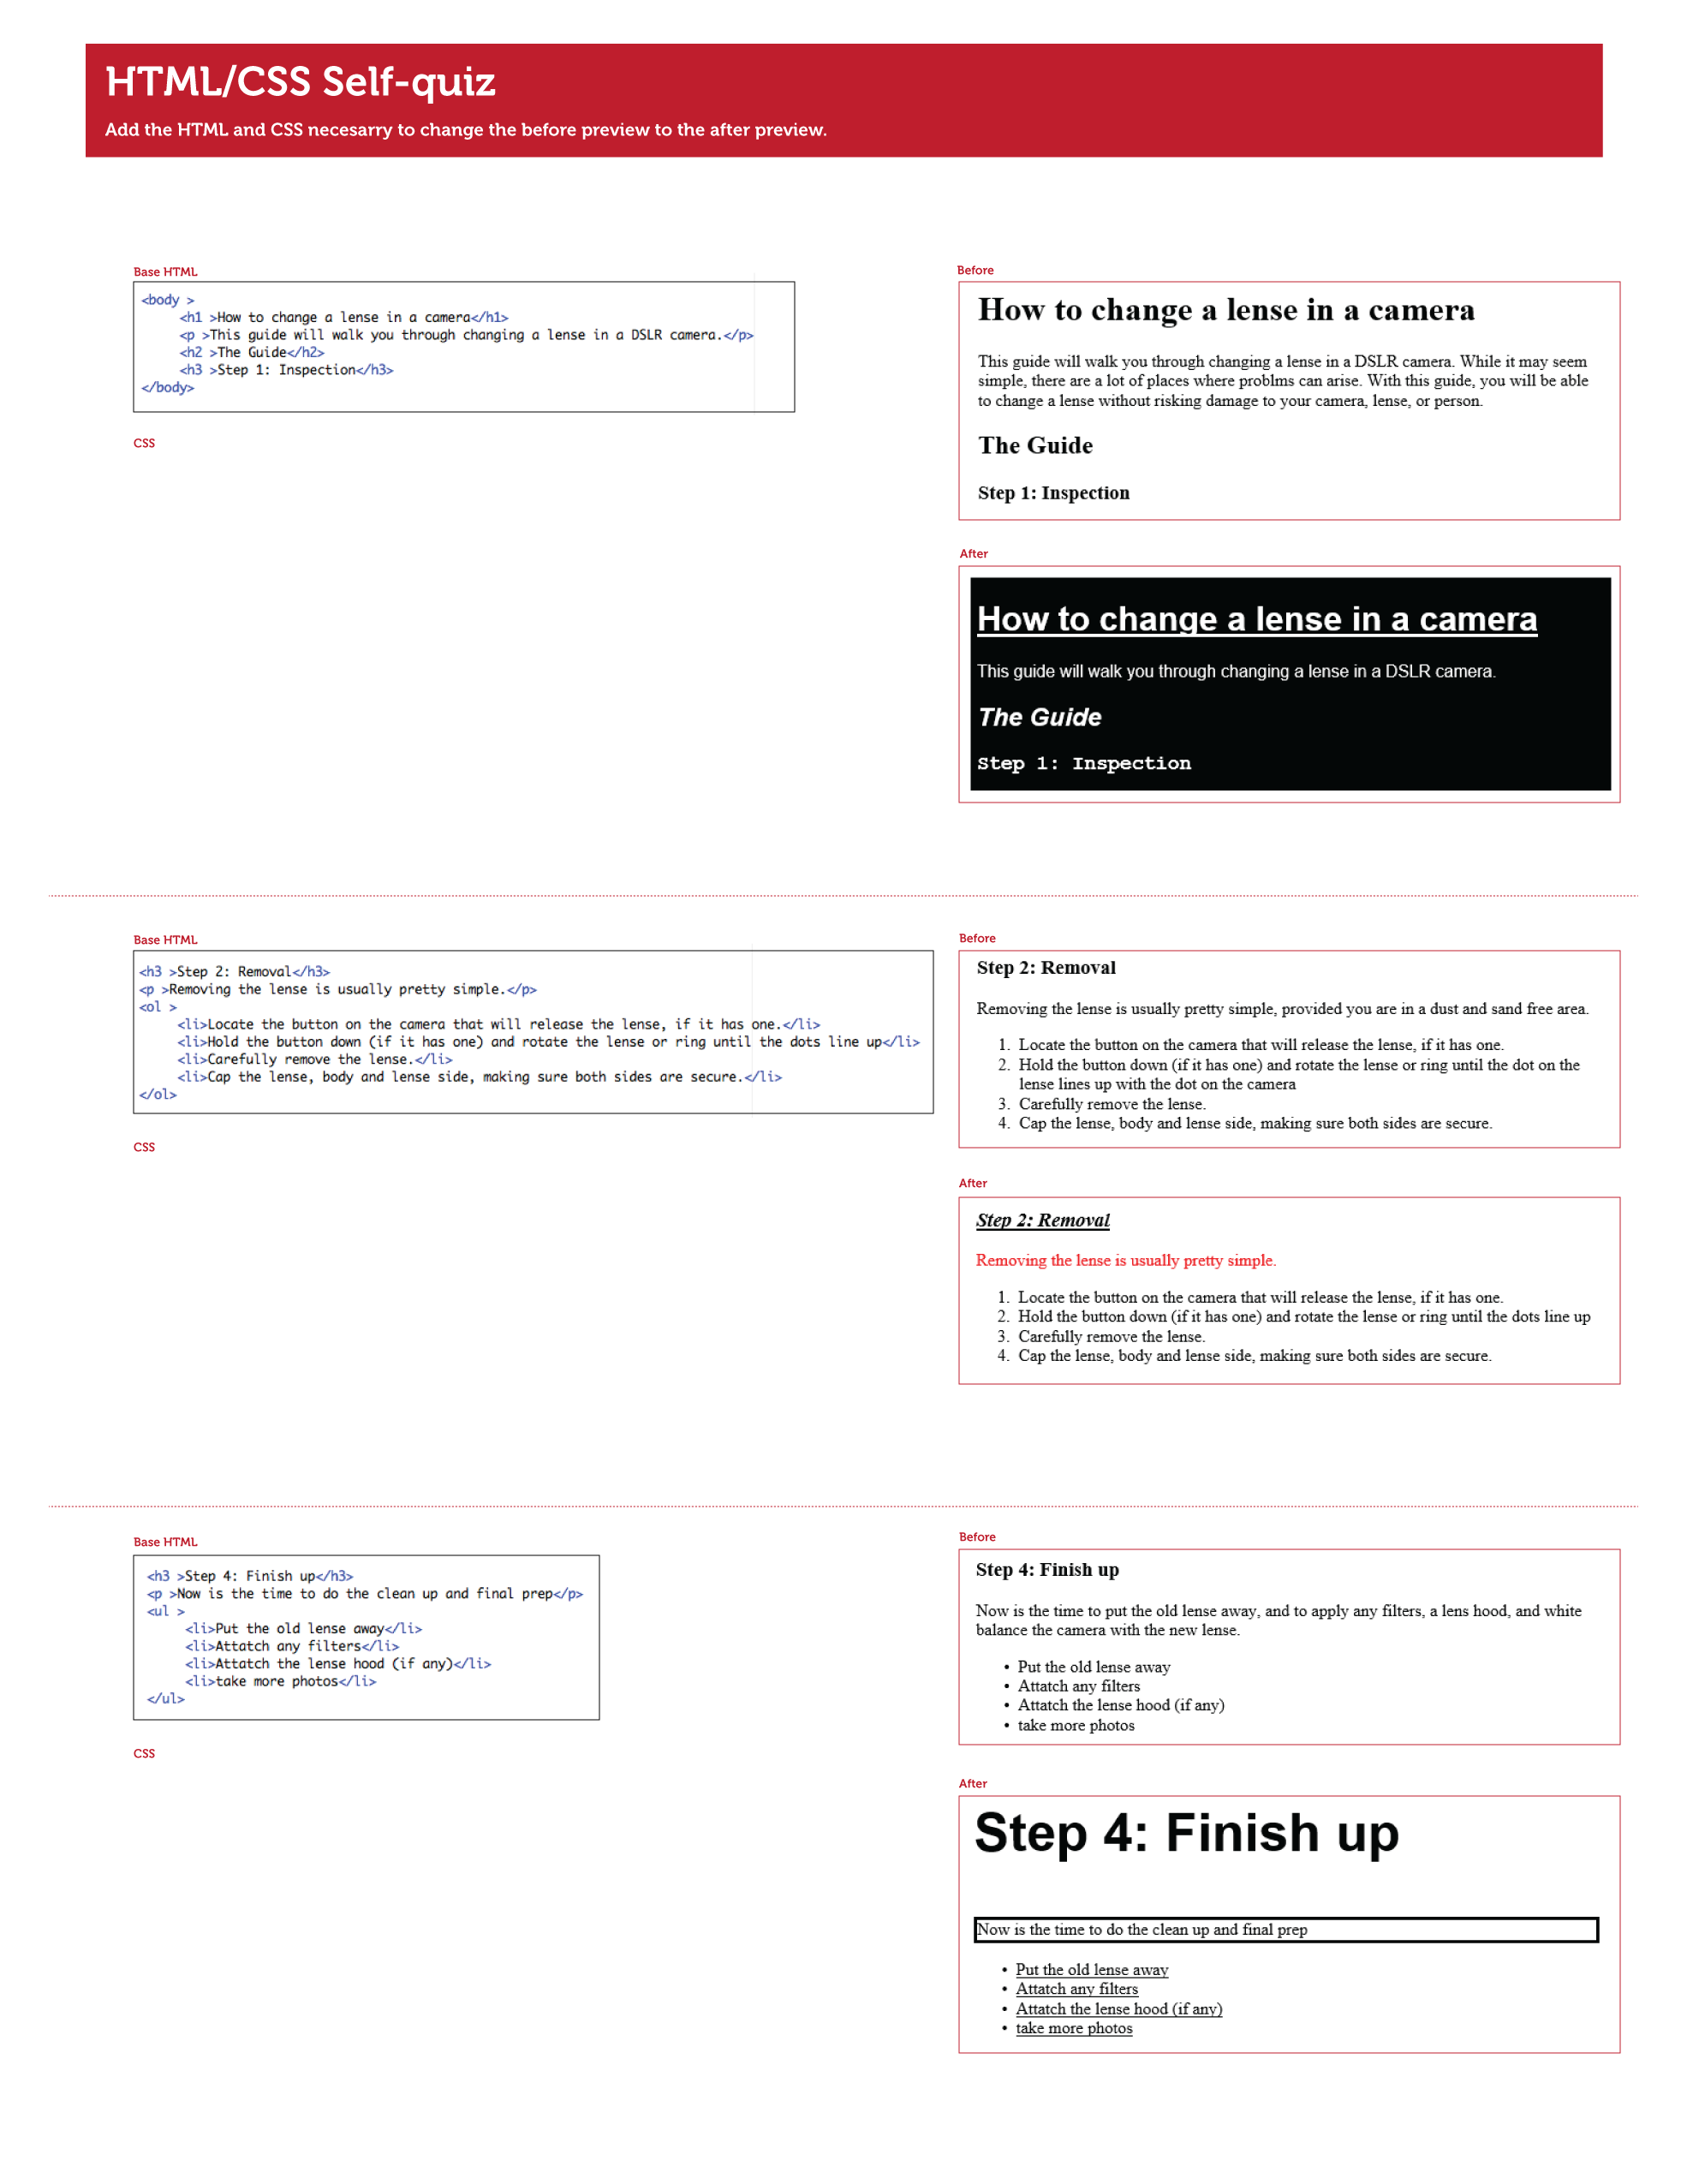 HTML/CSS Self-quiz
Add the HTML and CSS necesarry to change the before preview to the after preview.
Base HTML
<body >
<h1 >How to change a lense in a camera</h1>
<p >This guide will walk you through changing a lense in a DSLR camera.</p>
<h2 >The Guide</h2>
<h3 >Step 1: Inspection</h3>
</body>
CSS
Before
How to change a lense in a camera
This guide will walk you through changing a lense in a DSLR camera. While it may seem
simple, there are a lot of places where problms can arise. With this guide, you will be able
to change a lense without risking damage to your camera, lense, or person.
The Guide
Step 1: Inspection
After
How to change a lense in a camera
This guide will walk you through changing a lense in a DSLR camera.
The Guide
Step 1: Inspection
Base HTML
<h3 >Step 2: Removal</h3>
<p >Removing the lense is usually pretty simple.</p>
<ol >
<li>Locate the button on the camera that will release the lense, if it has one.</li>
<li>Hold the button down (if it has one) and rotate the lense or ring until the dots line up</li>
<li>Carefully remove the lense.</li>
<li>Cap the lense, body and lense side, making sure both sides are secure.</li>
</ol>
CSS
Before
Step 2: Removal
Removing the lense is usually pretty simple, provided you are in a dust and sand free area.
1. Locate the button on the camera that will release the lense, if it has one.
2. Hold the button down (if it has one) and rotate the lense or ring until the dot on the
lense lines up with the dot on the camera
3. Carefully remove the lense.
4. Cap the lense, body and lense side, making sure both sides are secure.
After
Step 2: Removal
Removing the lense is usually pretty simple.
1. Locate the button on the camera that will release the lense, if it has one.
2. Hold the button down (if it has one) and rotate the lense or ring until the dots line up
3. Carefully remove the lense.
4. Cap the lense, body and lense side, making sure both sides are secure.
Base HTML
<h3 >Step 4: Finish up</h3>
<p >Now is the time to do the clean up and final prep</p>
<ul >
<li>Put the old lense away</li>
<li>Attatch any filters</li>
<li>Attatch the lense hood (if any)</li>
<li>take more photos</li>
</ul>
CSS
Before
Step 4: Finish up
Now is the time to put the old lense away, and to apply any filters, a lens hood, and white
balance the camera with the new lense.
• Put the old lense away
• Attatch any filters
• Attatch the lense hood (if any)
• take more photos
After
Step 4: Finish up
Now is the time to do the clean up and final prep
• Put the old lense away
• Attatch any filters
• Attatch the lense hood (if any)
• take more photos